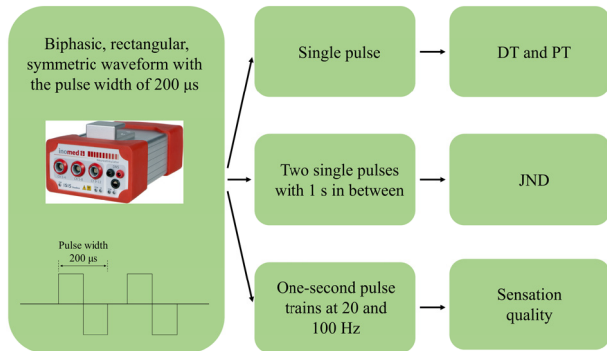 Biphasic, rectangular,
symmetric waveform with
the pulse width of 200 μs
inomed
Pulse width
200 μs
Single pulse
DT and PT
Two single pulses
with 1 s in between
JND
One-second pulse
trains at 20 and
100 Hz
Sensation
quality